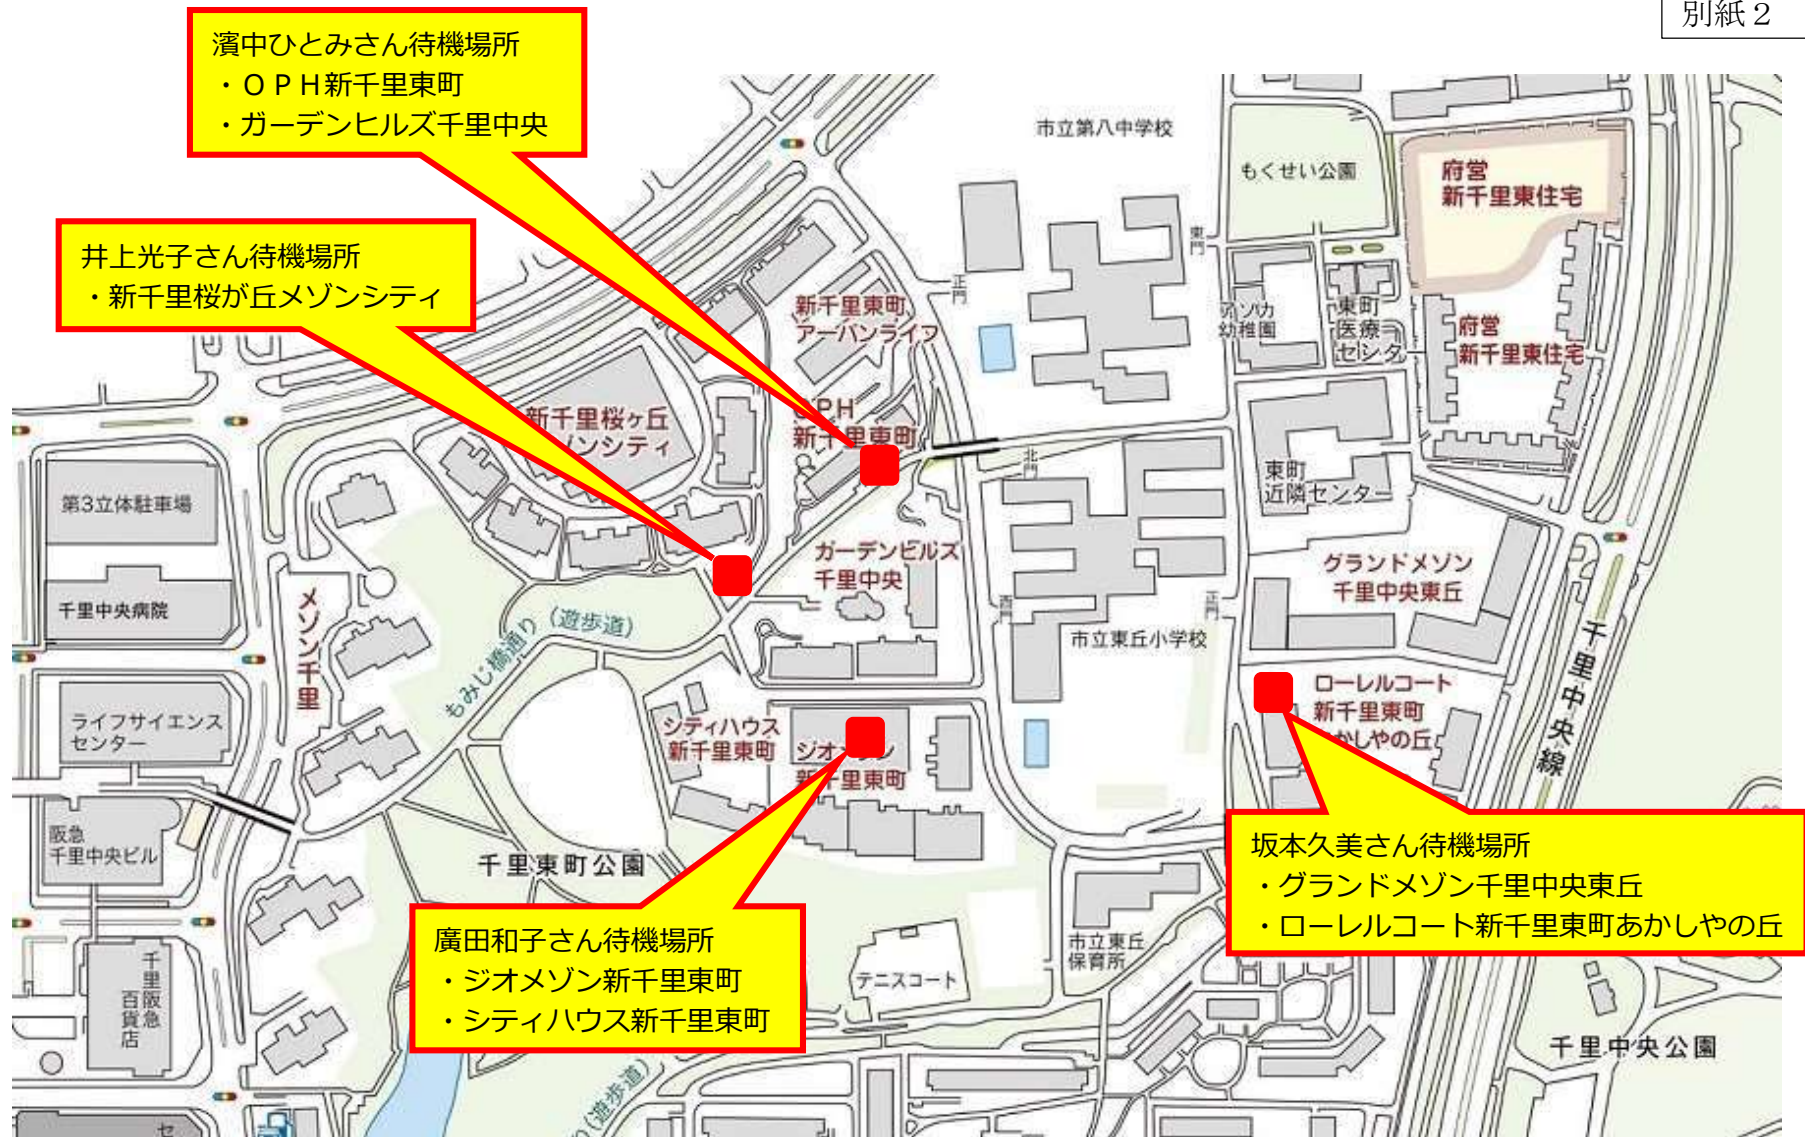 別紙２
濱中ひとみさん待機場所
・ＯＰＨ新千里東町
・ガーデンヒルズ千里中央
市立第八中学校
もくせい公園
府営
新千里東住宅
東門
井上光子さん待機場所
・新千里桜が丘メゾンシティ
正門
新千里東町
アーバンライフ
アソカ
幼稚園
東町
医療
センター
府営
新千里東住宅
新千里桜ヶ丘
ンシティ
OPH
新千里東町
北門
東町
近隣センター
第3立体駐車場
ガーデンヒルズ
千里中央
グランドメゾン
千里中央東丘
千里中央病院
メゾン千里
もみじ橋通り（遊歩道）
西門
正門
市立東丘小学校
千里中央線
ローレルコート
新千里東町
かしやの丘
ライフサイエンス
センター
シティハウス
新千里東町
ジオ
ン
新千里東町
阪急
千里中央ビル
千里東町公園
坂本久美さん待機場所
・グランドメゾン千里中央東丘
・ローレルコート新千里東町あかしやの丘
廣田和子さん待機場所
・ジオメゾン新千里東町
・シティハウス新千里東町
市立東丘
保育所
テニスコート
千里阪急
百貨店
千里中央公園
り（遊歩道）
セ